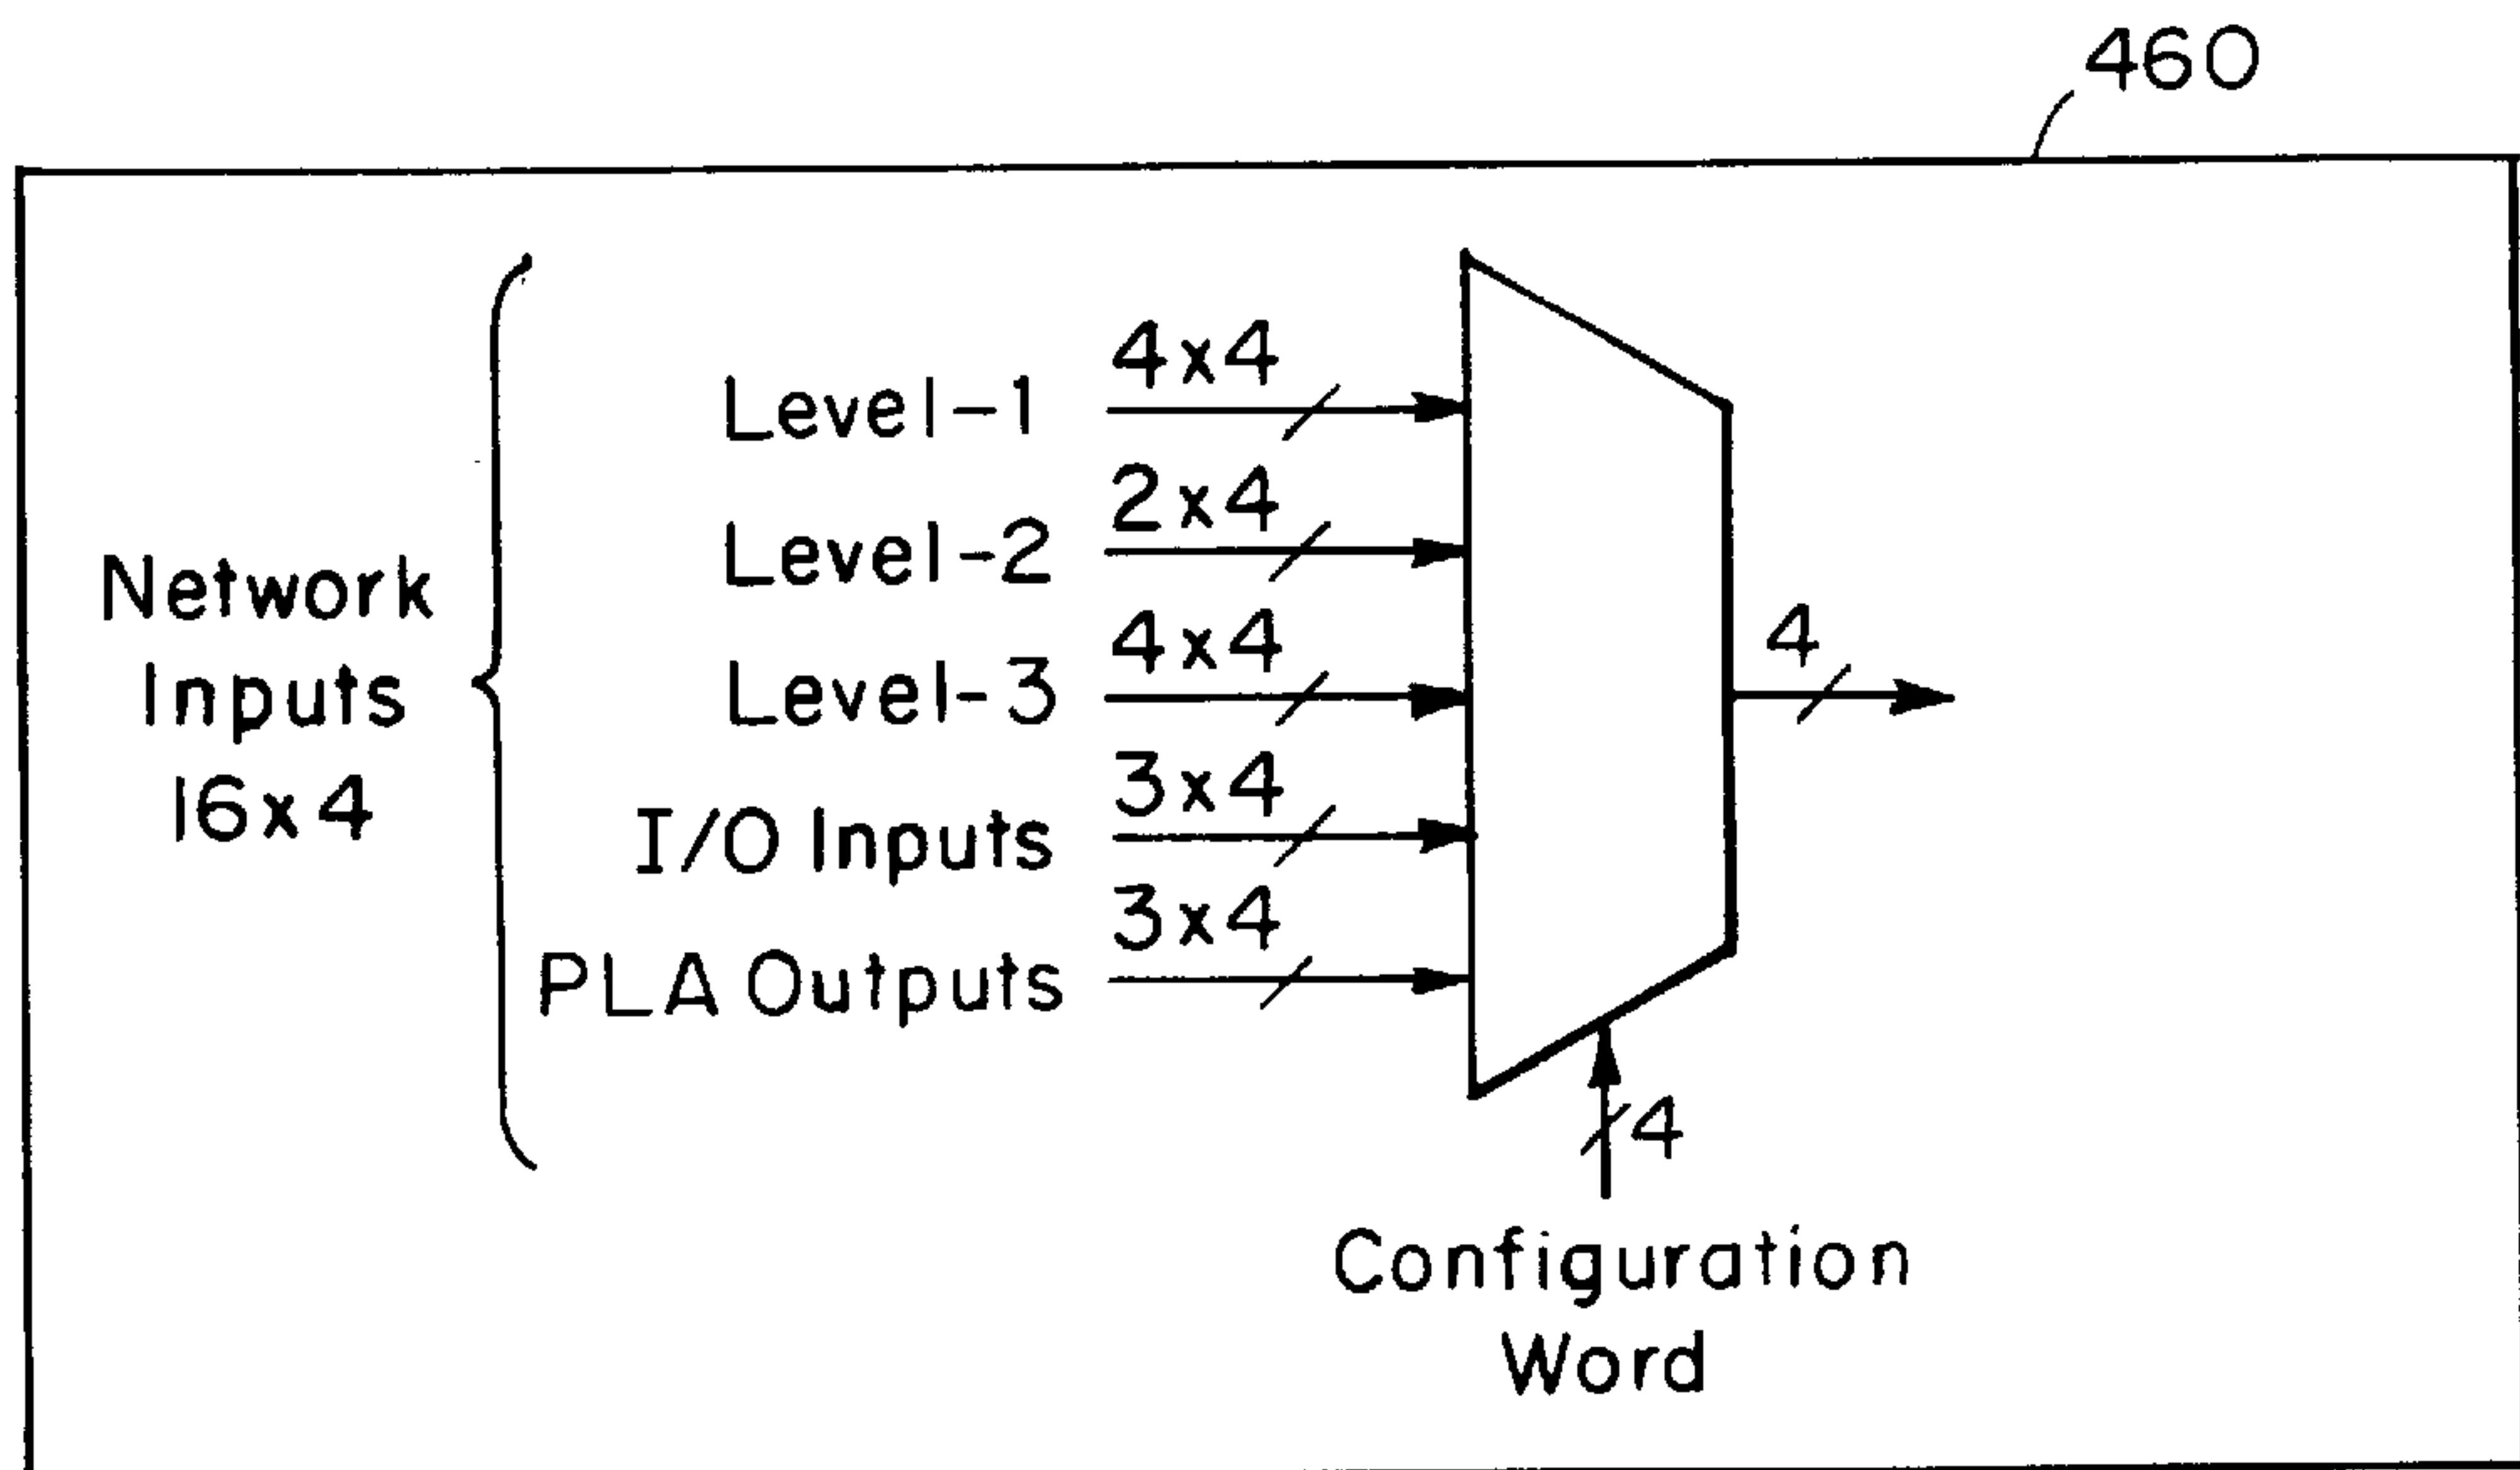 460
Network
Inputs
16x4
Level-1
4x4
Level-2
2x4
Level-3
4x4
I/O Inputs
3x4
PLA Outputs
3x4
4
4
Configuration
Word